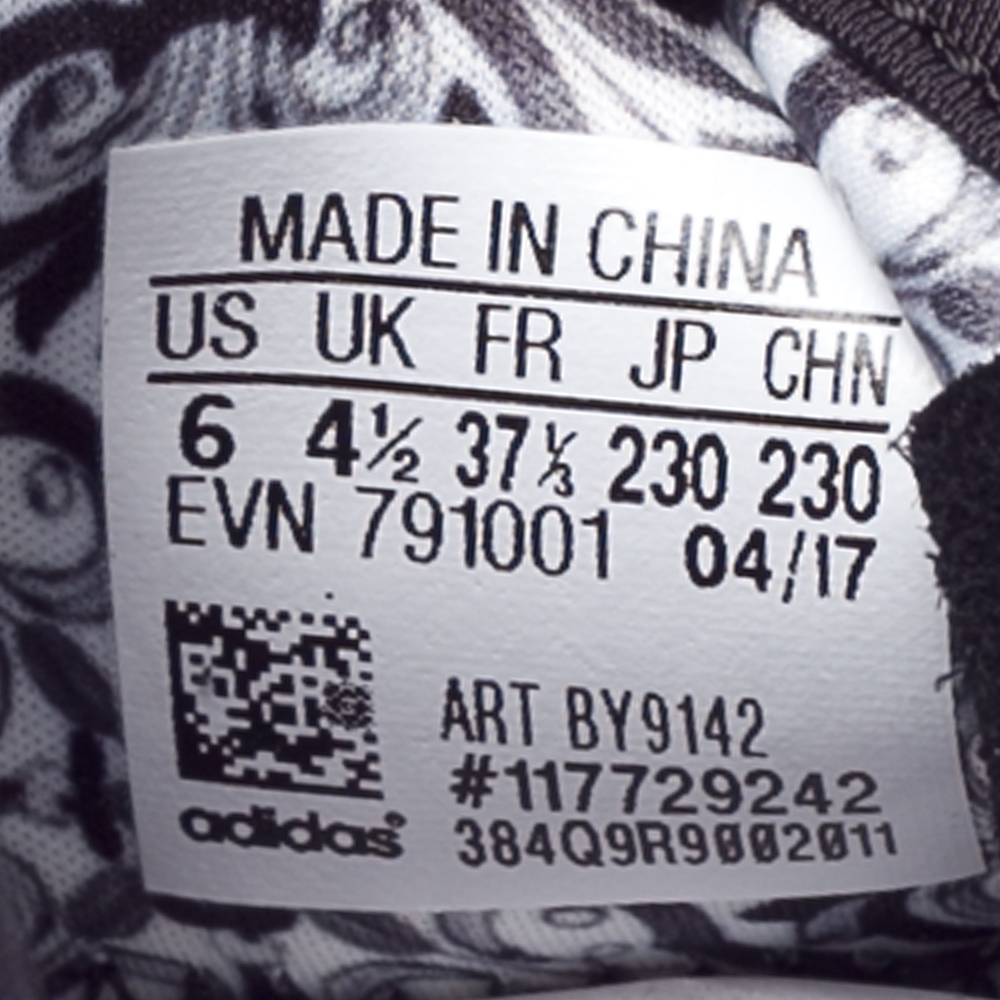 MADE IN CHINA
US UK FR JP CHN
6 4½ 37⅓ 230 230
EVN 791001 04/17
ART BY9142
#117729242
adidas®
384Q9R9002011